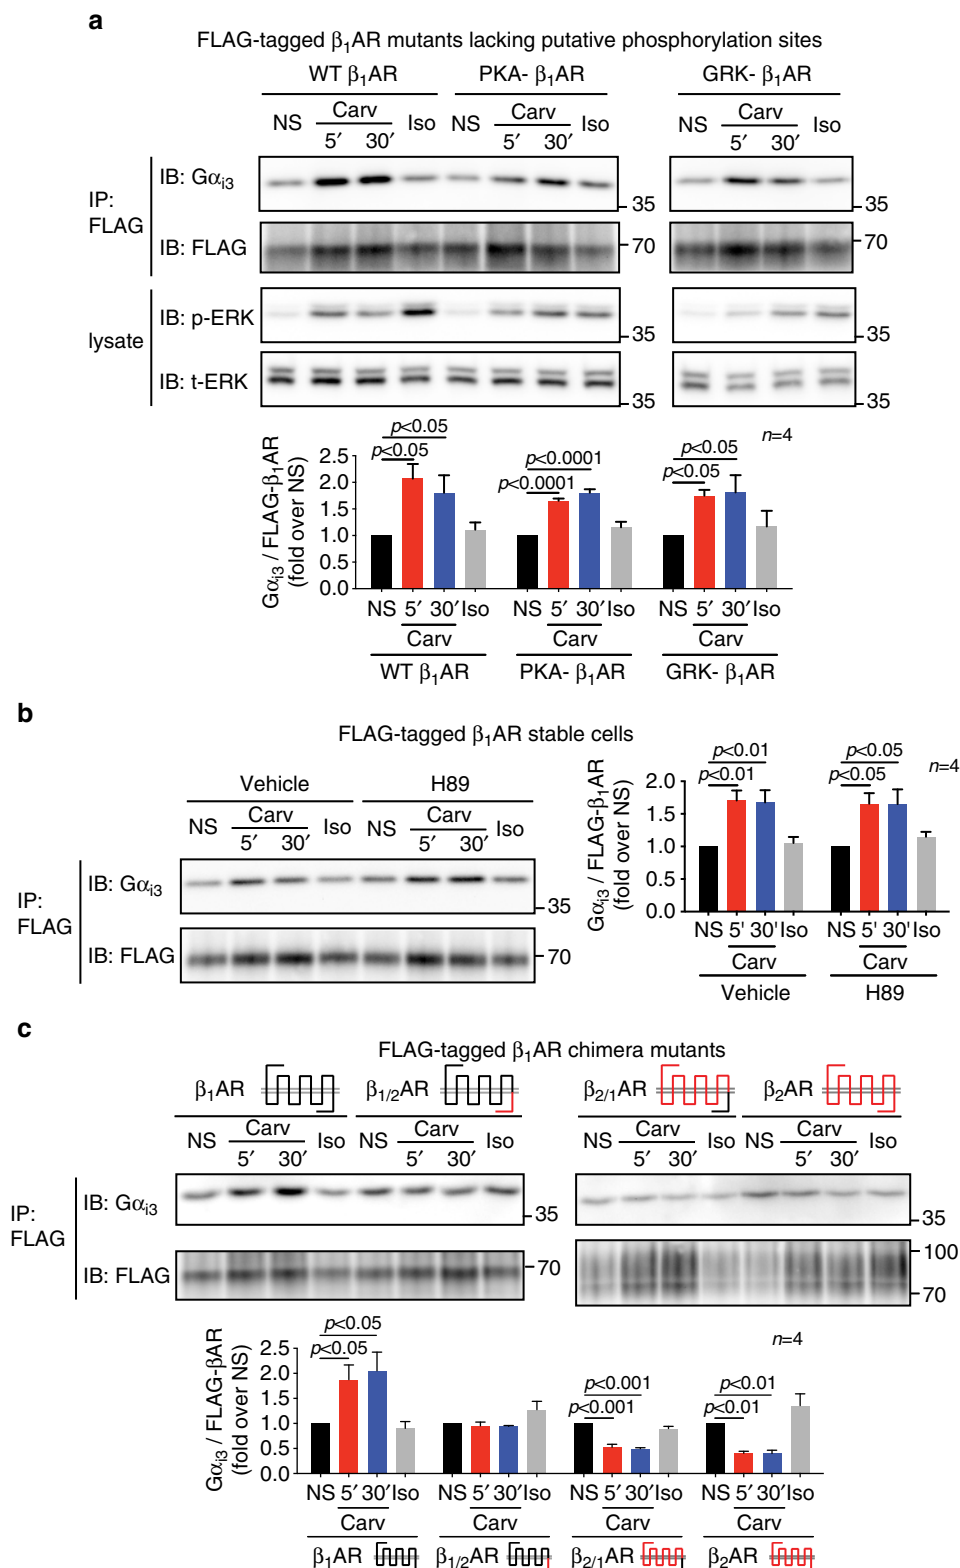 a
FLAG-tagged β1AR mutants lacking putative phosphorylation sites
WT β1AR PKA- β1AR GRK- β1AR
NS Carv Iso NS Carv Iso NS Carv Iso
5′ 30′ 5′ 30′ 5′ 30′
IP: FLAG
IB: Gαi3 35 35
IB: FLAG 70 70
lysate
IB: p-ERK 35 35
IB: t-ERK 35 35
n=4
p<0.05 p<0.0001 p<0.05
p<0.05 p<0.0001 p<0.05
Gαi3 / FLAG-β1AR
(fold over NS)
2.5
2.0
1.5
1.0
0.5
0.0
NS 5′ 30′ Iso NS 5′ 30′ Iso NS 5′ 30′ Iso
Carv Carv Carv
WT β1AR PKA- β1AR GRK- β1AR
b
FLAG-tagged β1AR stable cells
Vehicle H89
NS Carv Iso NS Carv Iso
5′ 30′ 5′ 30′
IP: FLAG
IB: Gαi3 35
IB: FLAG 70
n=4
p<0.01 p<0.05
p<0.01 p<0.05
Gαi3 / FLAG-β1AR
(fold over NS)
2.0
1.5
1.0
0.5
0.0
NS 5′ 30′ Iso NS 5′ 30′ Iso
Carv Carv
Vehicle H89
c
FLAG-tagged β1AR chimera mutants
β1AR β1/2AR β2/1AR β2AR
NS Carv Iso NS Carv Iso NS Carv Iso NS Carv Iso
5′ 30′ 5′ 30′ 5′ 30′ 5′ 30′
IP: FLAG
IB: Gαi3 35 35
IB: FLAG 70 100
70
n=4
p<0.05 p<0.001 p<0.01
p<0.05 p<0.001 p<0.01
Gαi3 / FLAG-βAR
(fold over NS)
2.5
2.0
1.5
1.0
0.5
0.0
NS 5′ 30′ Iso NS 5′ 30′ Iso NS 5′ 30′ Iso NS 5′ 30′ Iso
Carv Carv Carv Carv
β1AR β1/2AR β2/1AR β2AR